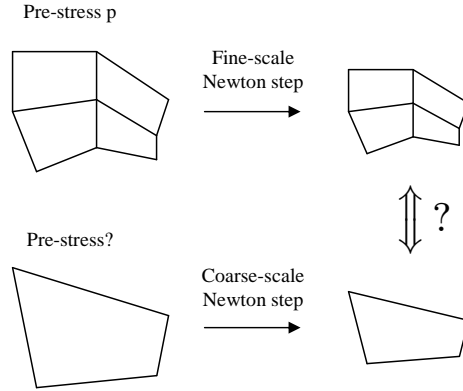 Pre-stress p
Fine-scale
Newton step
?
Pre-stress?
Coarse-scale
Newton step